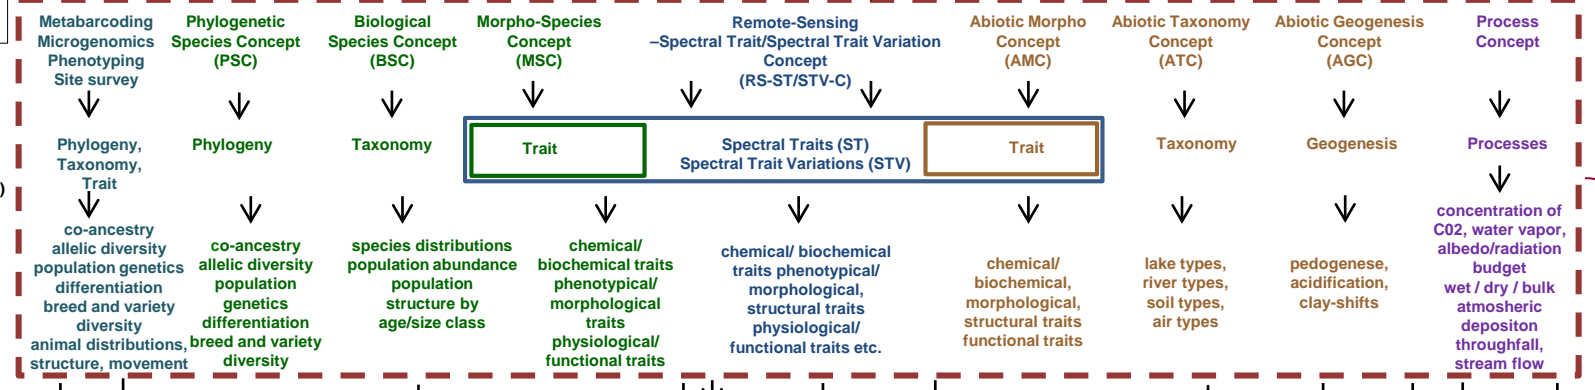 Metabarcoding
Microgenomics
Phenotyping
Site survey
Phylogenetic
Species Concept
(PSC)
Biological
Species Concept
(BSC)
Morpho-Species
Concept
(MSC)
Remote-Sensing
–Spectral Trait/Spectral Trait Variation
Concept
(RS-ST/STV-C)
Abiotic Morpho
Concept
(AMC)
Abiotic Taxonomy
Concept
(ATC)
Abiotic Geogenesis
Concept
(AGC)
Process
Concept
Phylogeny,
Taxonomy,
Trait
Phylogeny
Taxonomy
Trait
Spectral Traits (ST)
Spectral Trait Variations (STV)
Trait
Taxonomy
Geogenesis
Processes
)
co-ancestry
allelic diversity
population genetics
differentiation
breed and variety
diversity
animal distributions,
structure, movement
co-ancestry
allelic diversity
population
genetics
differentiation
breed and variety
diversity
species distributions
population abundance
population
structure by
age/size class
chemical/
biochemical traits
phenotypical/
morphological
traits
physiological/
functional traits
chemical/ biochemical
traits phenotypical/
morphological,
structural traits
physiological/
functional traits etc.
chemical/
biochemical,
morphological,
structural traits
functional traits
lake types,
river types,
soil types,
air types
pedogenese,
acidification,
clay-shifts
concentration of
C02, water vapor,
albedo/radiation
budget
wet / dry / bulk
atmosheric
depositon
throughfall,
stream flow